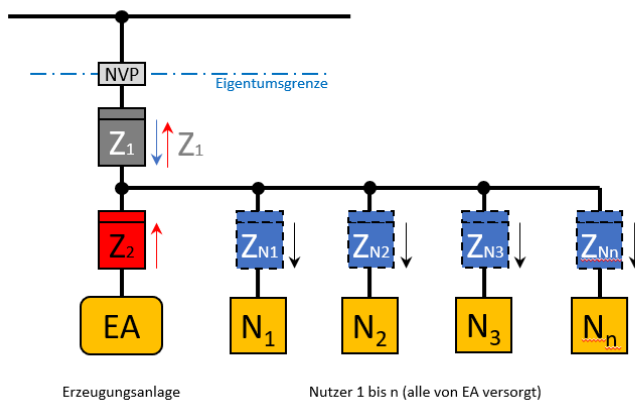 NVP
Eigentumsgrenze
Z1 Z1
Z2 ZN1 ZN2 ZN3 ZNn
EA N1 N2 N3 Nn
Erzeugungsanlage Nutzer 1 bis n (alle von EA versorgt)